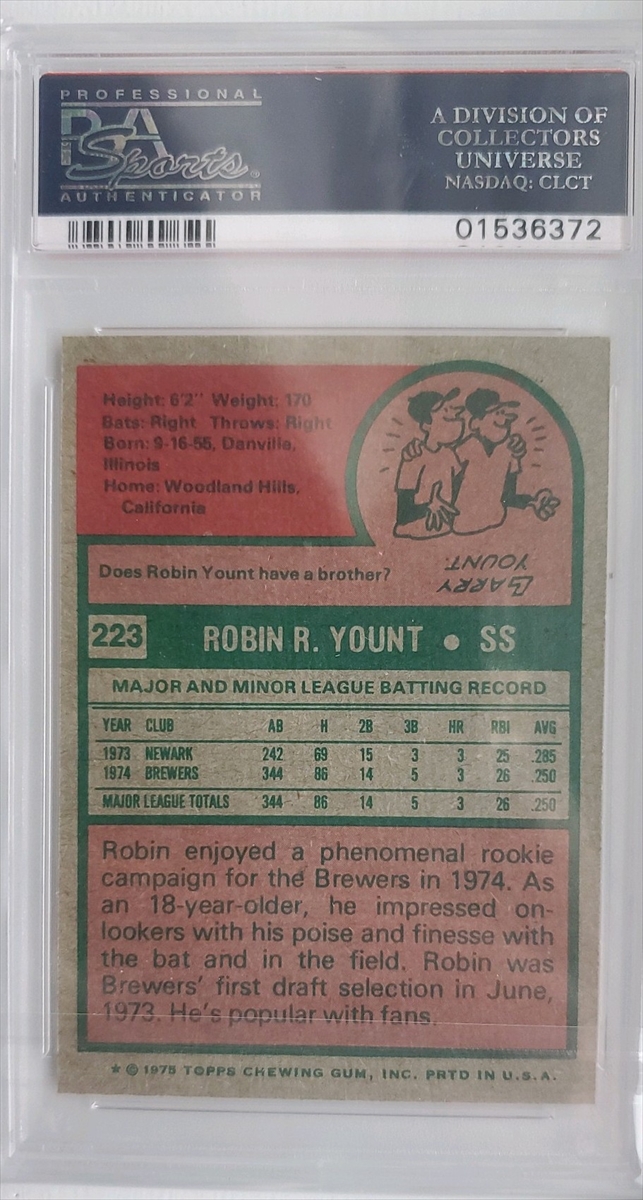 PROFESSIONAL
PSA
Sports
AUTHENTICATOR
A DIVISION OF
COLLECTORS
UNIVERSE
NASDAQ: CLCT
01536372
Height: 6'2" Weight: 170
Bats: Right Throws: Right
Born: 9-16-55, Danville,
Illinois
Home: Woodland Hills,
California
Does Robin Yount have a brother?
LARRY
YOUNT.
223 ROBIN R. YOUNT • SS
MAJOR AND MINOR LEAGUE BATTING RECORD
YEAR CLUB AB H 2B 3B HR RBI AVG
1973 NEWARK 242 69 15 3 3 25 .285
1974 BREWERS 344 86 14 5 3 26 .250
MAJOR LEAGUE TOTALS 344 86 14 5 3 26 .250
Robin enjoyed a phenomenal rookie
campaign for the Brewers in 1974. As
an 18-year-older, he impressed on-
lookers with his poise and finesse with
the bat and in the field. Robin was
Brewers' first draft selection in June,
1973. He's popular with fans.
* © 1975 TOPPS CHEWING GUM, INC. PRTD IN U.S.A.